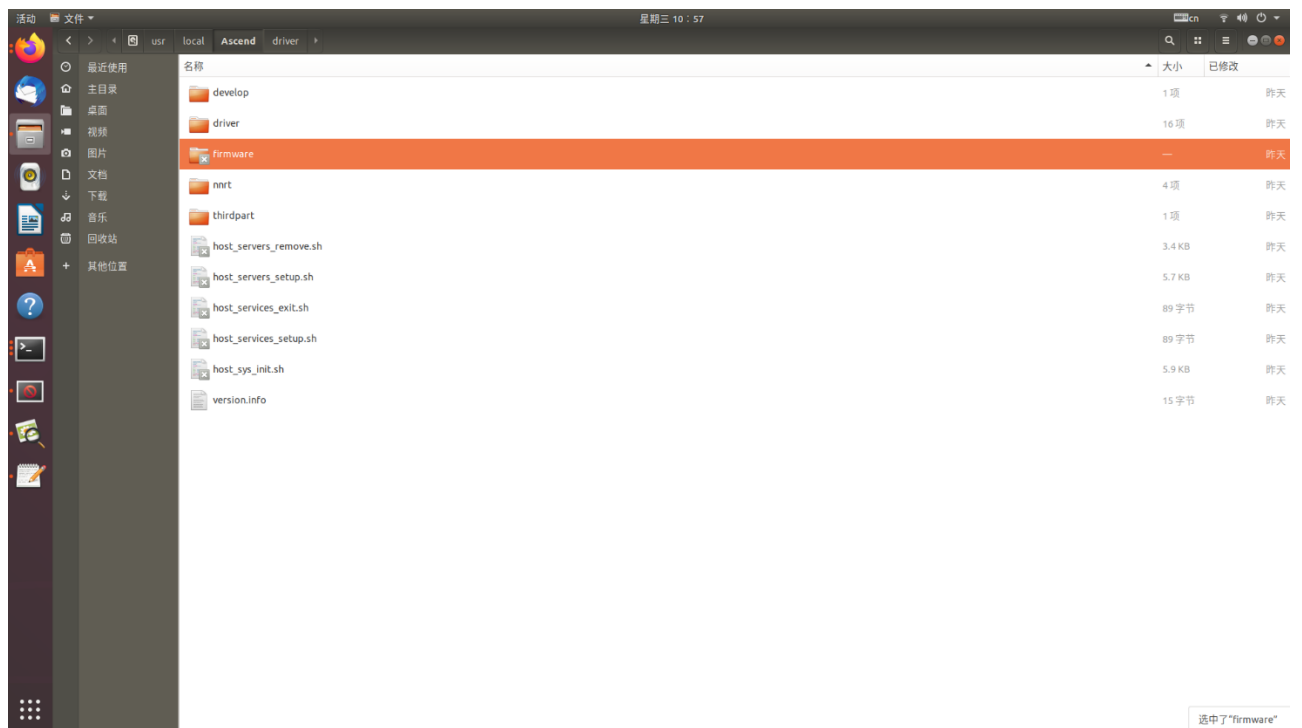 活动 文件 星期三 10：57 cn
usr local Ascend driver
最近使用
主目录
桌面
视频
图片
文档
下载
音乐
回收站
+ 其他位置
名称 大小 已修改
develop 1 项 昨天
driver 16 项 昨天
firmware — 昨天
nnrt 4 项 昨天
thirdpart 1 项 昨天
host_servers_remove.sh 3.4 KB 昨天
host_servers_setup.sh 5.7 KB 昨天
host_services_exit.sh 89 字节 昨天
host_services_setup.sh 89 字节 昨天
host_sys_init.sh 5.9 KB 昨天
version.info 15 字节 昨天
选中了"firmware"